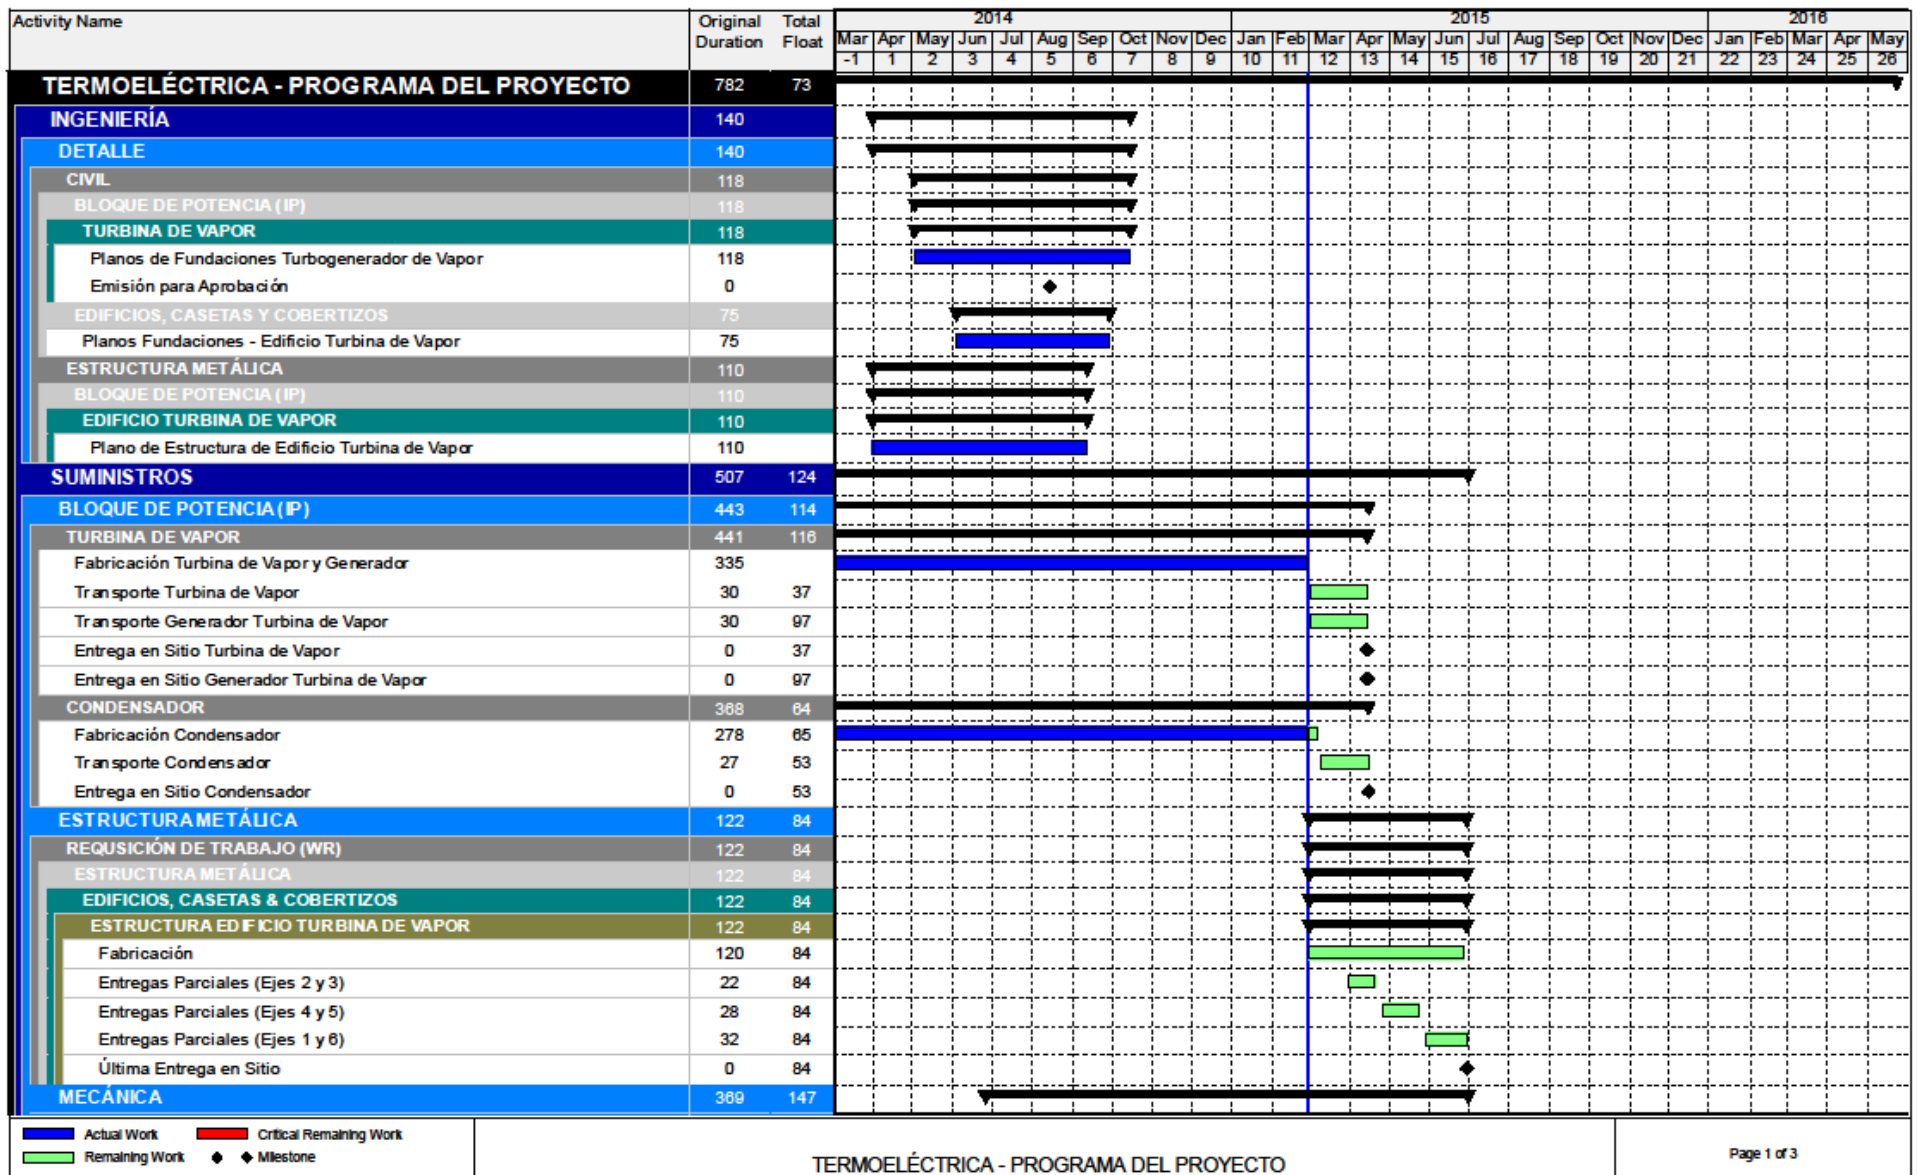 Activity Name Original Total 2014 2015 2016
Duration Float Mar Apr May Jun Jul Aug Sep Oct Nov Dec Jan Feb Mar Apr May Jun Jul Aug Sep Oct Nov Dec Jan Feb Mar Apr May
-1 1 2 3 4 5 6 7 8 9 10 11 12 13 14 15 16 17 18 19 20 21 22 23 24 25 26
TERMOELÉCTRICA - PROGRAMA DEL PROYECTO 782 73
INGENIERÍA 140
DETALLE 140
CIVIL 118
BLOQUE DE POTENCIA (IP) 118
TURBINA DE VAPOR 118
Planos de Fundaciones Turbogenerador de Vapor 118
Emisión para Aprobación 0
EDIFICIOS, CASETAS Y COBERTIZOS 75
Planos Fundaciones - Edificio Turbina de Vapor 75
ESTRUCTURA METÁLICA 110
BLOQUE DE POTENCIA (IP) 110
EDIFICIO TURBINA DE VAPOR 110
Plano de Estructura de Edificio Turbina de Vapor 110
SUMINISTROS 507 124
BLOQUE DE POTENCIA (IP) 443 114
TURBINA DE VAPOR 441 116
Fabricación Turbina de Vapor y Generador 335
Transporte Turbina de Vapor 30 37
Transporte Generador Turbina de Vapor 30 97
Entrega en Sitio Turbina de Vapor 0 37
Entrega en Sitio Generador Turbina de Vapor 0 97
CONDENSADOR 368 64
Fabricación Condensador 278 65
Transporte Condensador 27 53
Entrega en Sitio Condensador 0 53
ESTRUCTURA METÁLICA 122 84
REQUSICIÓN DE TRABAJO (WR) 122 84
ESTRUCTURA METÁLICA 122 84
EDIFICIOS, CASETAS & COBERTIZOS 122 84
ESTRUCTURA EDIFICIO TURBINA DE VAPOR 122 84
Fabricación 120 84
Entregas Parciales (Ejes 2 y 3) 22 84
Entregas Parciales (Ejes 4 y 5) 28 84
Entregas Parciales (Ejes 1 y 6) 32 84
Última Entrega en Sitio 0 84
MECÁNICA 369 147
Actual Work Critical Remaining Work
Remaining Work Milestone
TERMOELÉCTRICA - PROGRAMA DEL PROYECTO
Page 1 of 3